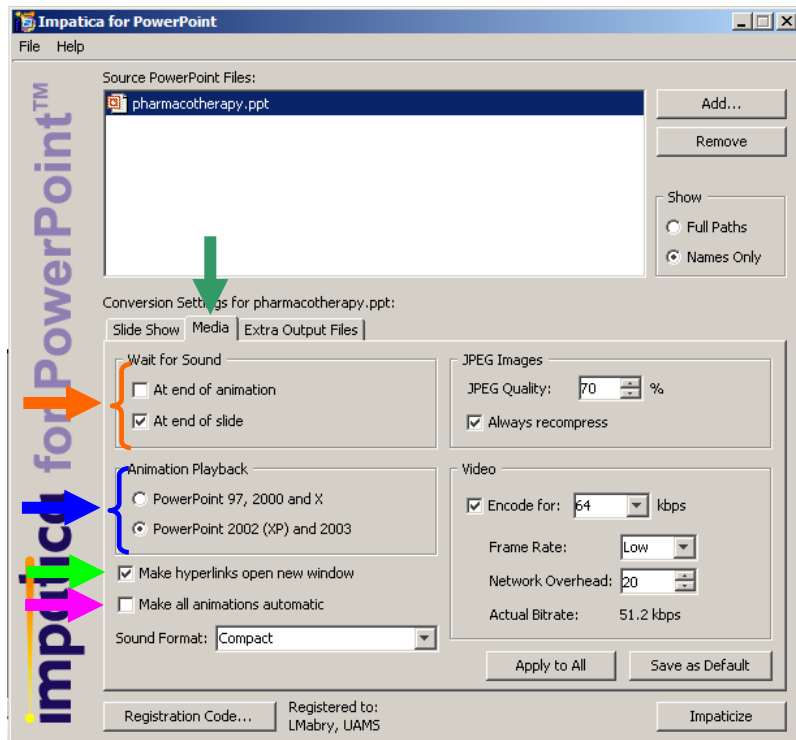 Impatica for PowerPoint
File Help
impatica for PowerPoint™
Source PowerPoint Files:
pharmacotherapy.ppt
Add...
Remove
Show
Full Paths
Names Only
Conversion Settings for pharmacotherapy.ppt:
Slide Show Media Extra Output Files
Wait for Sound
At end of animation
At end of slide
JPEG Images
JPEG Quality: 70 %
Always recompress
Animation Playback
PowerPoint 97, 2000 and X
PowerPoint 2002 (XP) and 2003
Make hyperlinks open new window
Make all animations automatic
Sound Format: Compact
Video
Encode for: 64 kbps
Frame Rate: Low
Network Overhead: 20
Actual Bitrate: 51.2 kbps
Apply to All Save as Default
Registration Code...
Registered to:
LMabry, UAMS
Impaticize